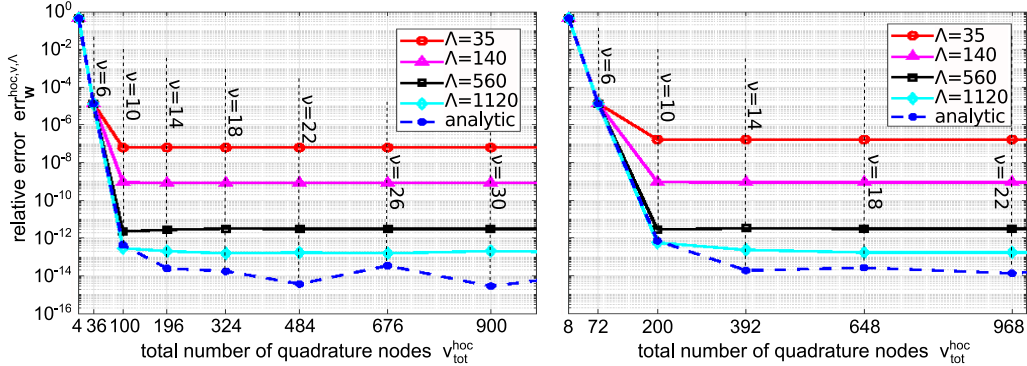 10^0
10^-2
10^-4
10^-6
10^-8
10^-10
10^-12
10^-14
10^-16
relative error err_w^hoc,v,Λ
ν=6
ν=10
ν=14
ν=18
ν=22
ν=26
ν=30
Λ=35
Λ=140
Λ=560
Λ=1120
analytic
4 36 100 196 324 484 676 900
total number of quadrature nodes v_tot^hoc
ν=6
ν=10
ν=14
ν=18
ν=22
Λ=35
Λ=140
Λ=560
Λ=1120
analytic
8 72 200 392 648 968
total number of quadrature nodes v_tot^hoc